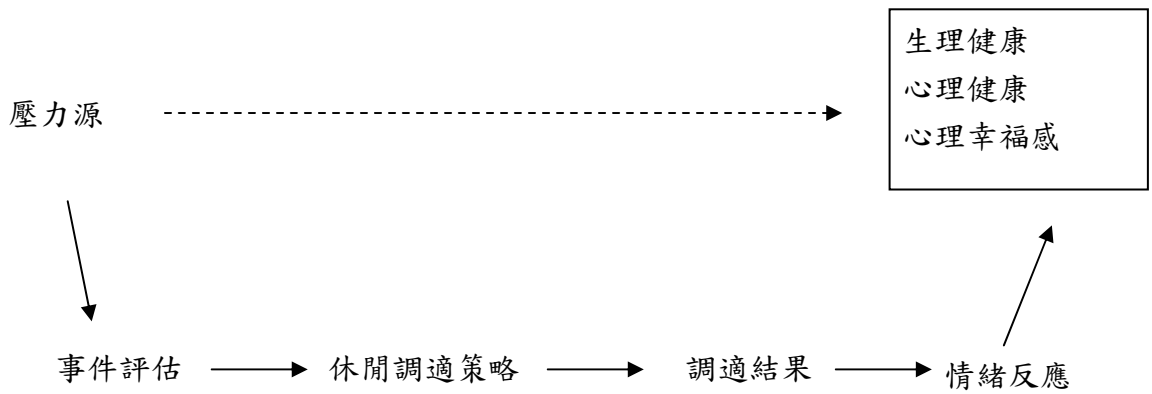 生理健康
心理健康
心理幸福感
壓力源
事件評估
休閒調適策略
調適結果
情緒反應